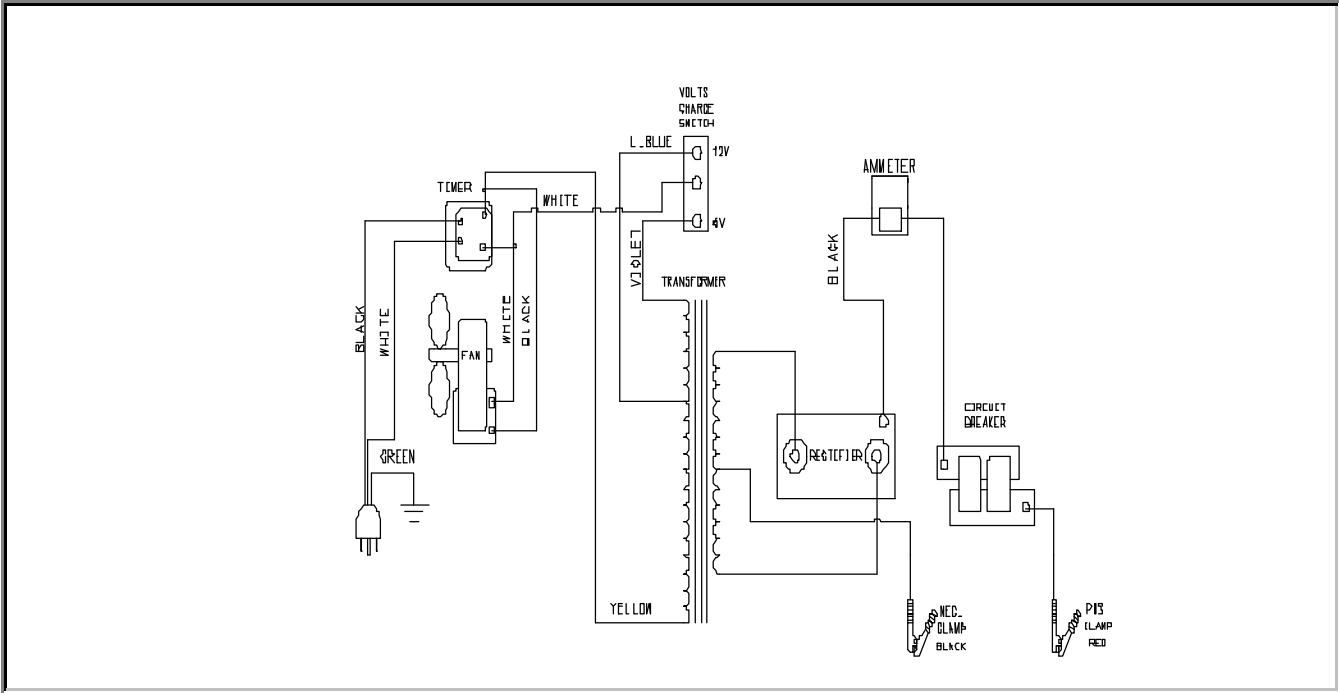 VOLTS
CHARGE
SWITCH
L_BLUE
12V
AMMETER
TIMER
WHITE
6V
VIOLET
BLACK
TRANSFORMER
BLACK
WHITE
WHITE
BLACK
FAN
CIRCUIT
BREAKER
GREEN
RECTIFIER
YELLOW
NEG_
CLAMP
BLACK
POS
CLAMP
RED